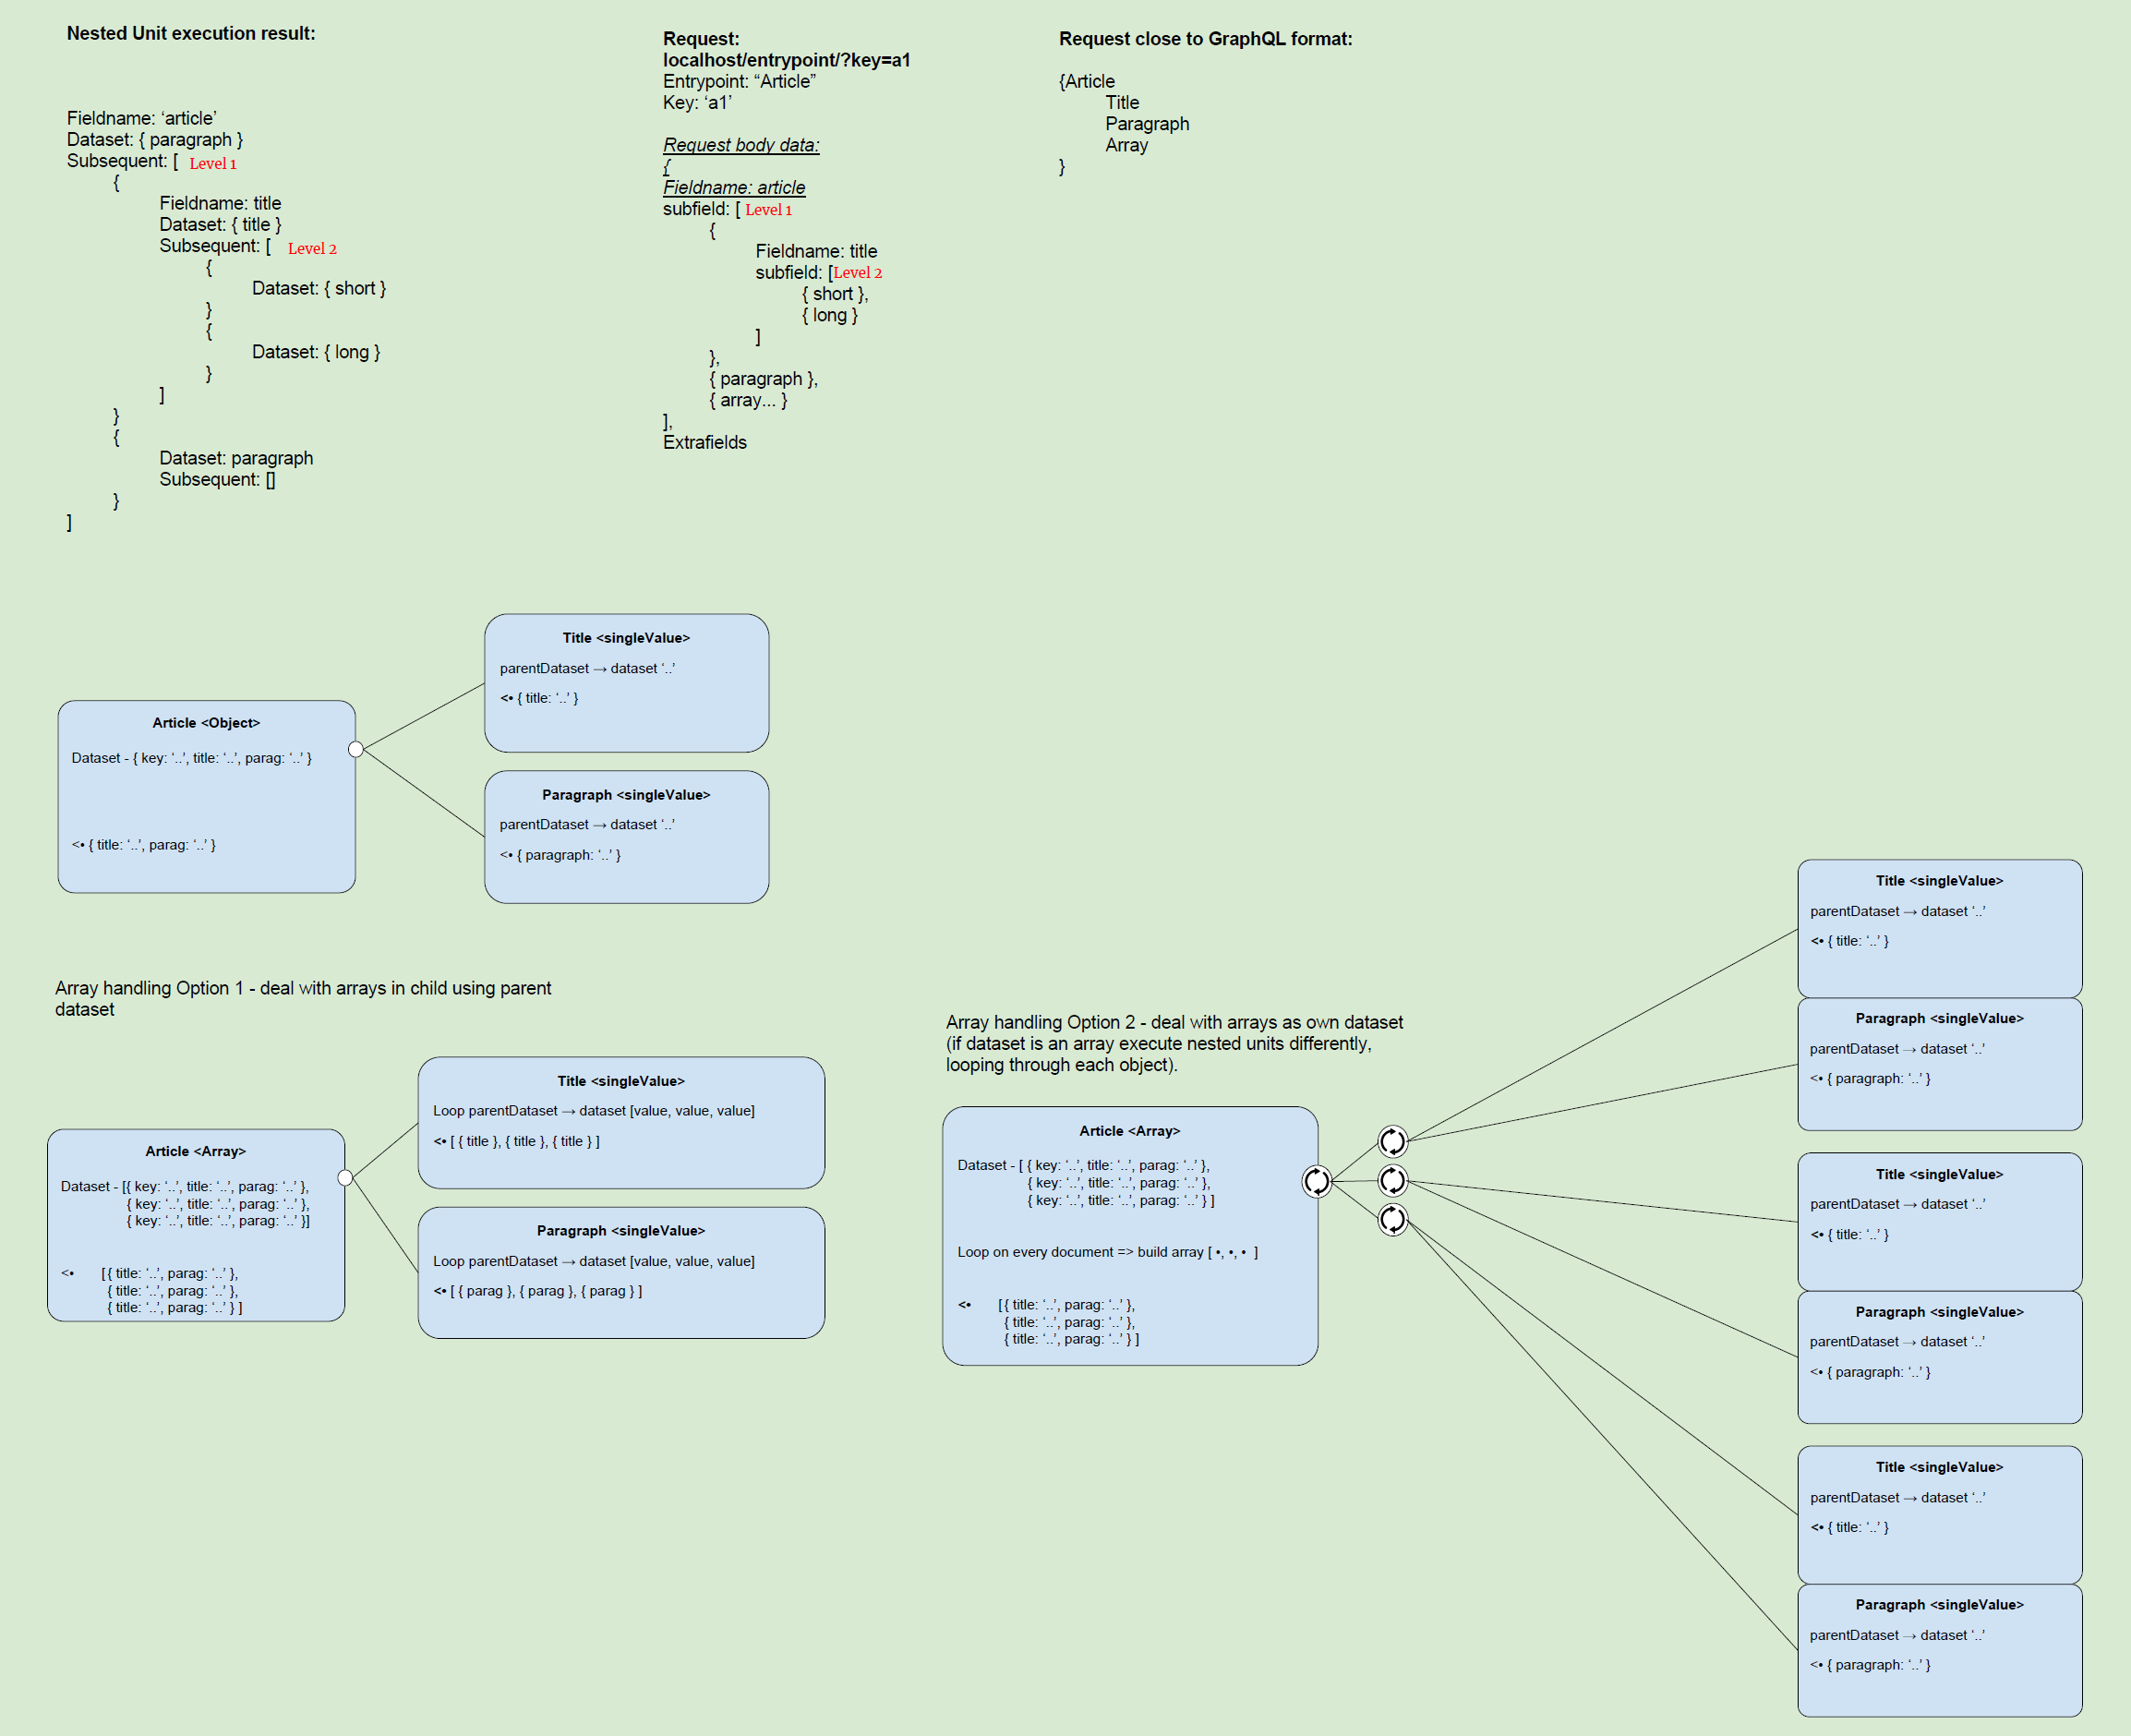 Nested Unit execution result:
Fieldname: ‘article’
Dataset: { paragraph }
Subsequent: [ Level 1
{
Fieldname: title
Dataset: { title }
Subsequent: [ Level 2
{
Dataset: { short }
}
{
Dataset: { long }
}
]
}
{
Dataset: paragraph
Subsequent: []
}
]
Request:
localhost/entrypoint/?key=a1
Entrypoint: “Article”
Key: ‘a1’
Request body data:
{
Fieldname: article
subfield: [ Level 1
{
Fieldname: title
subfield: [Level 2
{ short },
{ long }
]
},
{ paragraph },
{ array... }
],
Extrafields
Request close to GraphQL format:
{Article
Title
Paragraph
Array
}
Article <Object>
Dataset - { key: ‘..’, title: ‘..’, parag: ‘..’ }
<• { title: ‘..’, parag: ‘..’ }
Title <singleValue>
parentDataset → dataset ‘..’
<• { title: ‘..’ }
Paragraph <singleValue>
parentDataset → dataset ‘..’
<• { paragraph: ‘..’ }
Array handling Option 1 - deal with arrays in child using parent
dataset
Article <Array>
Dataset - [{ key: ‘..’, title: ‘..’, parag: ‘..’ },
{ key: ‘..’, title: ‘..’, parag: ‘..’ },
{ key: ‘..’, title: ‘..’, parag: ‘..’ }]
<• [ { title: ‘..’, parag: ‘..’ },
{ title: ‘..’, parag: ‘..’ },
{ title: ‘..’, parag: ‘..’ } ]
Title <singleValue>
Loop parentDataset → dataset [value, value, value]
<• [ { title }, { title }, { title } ]
Paragraph <singleValue>
Loop parentDataset → dataset [value, value, value]
<• [ { parag }, { parag }, { parag } ]
Array handling Option 2 - deal with arrays as own dataset
(if dataset is an array execute nested units differently,
looping through each object).
Article <Array>
Dataset - [ { key: ‘..’, title: ‘..’, parag: ‘..’ },
{ key: ‘..’, title: ‘..’, parag: ‘..’ },
{ key: ‘..’, title: ‘..’, parag: ‘..’ } ]
Loop on every document => build array [ •, •, • ]
<• [ { title: ‘..’, parag: ‘..’ },
{ title: ‘..’, parag: ‘..’ },
{ title: ‘..’, parag: ‘..’ } ]
Title <singleValue>
parentDataset → dataset ‘..’
<• { title: ‘..’ }
Paragraph <singleValue>
parentDataset → dataset ‘..’
<• { paragraph: ‘..’ }
Title <singleValue>
parentDataset → dataset ‘..’
<• { title: ‘..’ }
Paragraph <singleValue>
parentDataset → dataset ‘..’
<• { paragraph: ‘..’ }
Title <singleValue>
parentDataset → dataset ‘..’
<• { title: ‘..’ }
Paragraph <singleValue>
parentDataset → dataset ‘..’
<• { paragraph: ‘..’ }